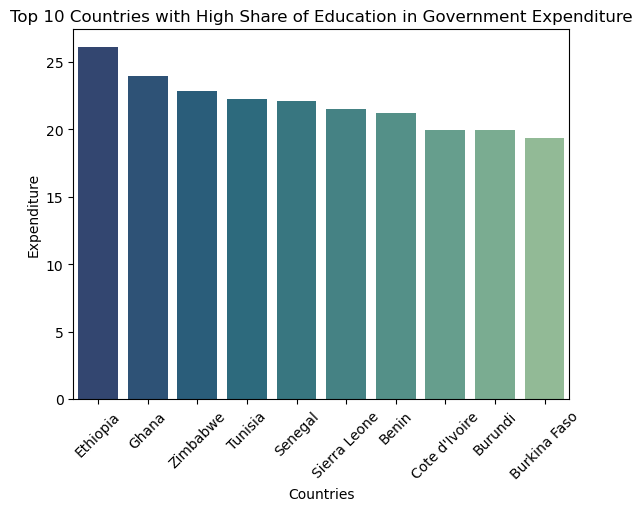 Top 10 Countries with High Share of Education in Government Expenditure
Expenditure
25
20
15
10
5
0
Ethiopia
Ghana
Zimbabwe
Tunisia
Senegal
Sierra Leone
Benin
Cote d'Ivoire
Burundi
Burkina Faso
Countries